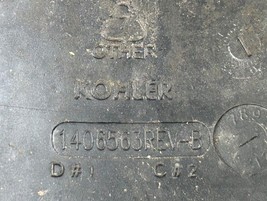 OTHER
KOHLER
1406563REV-B
D#1 C#2